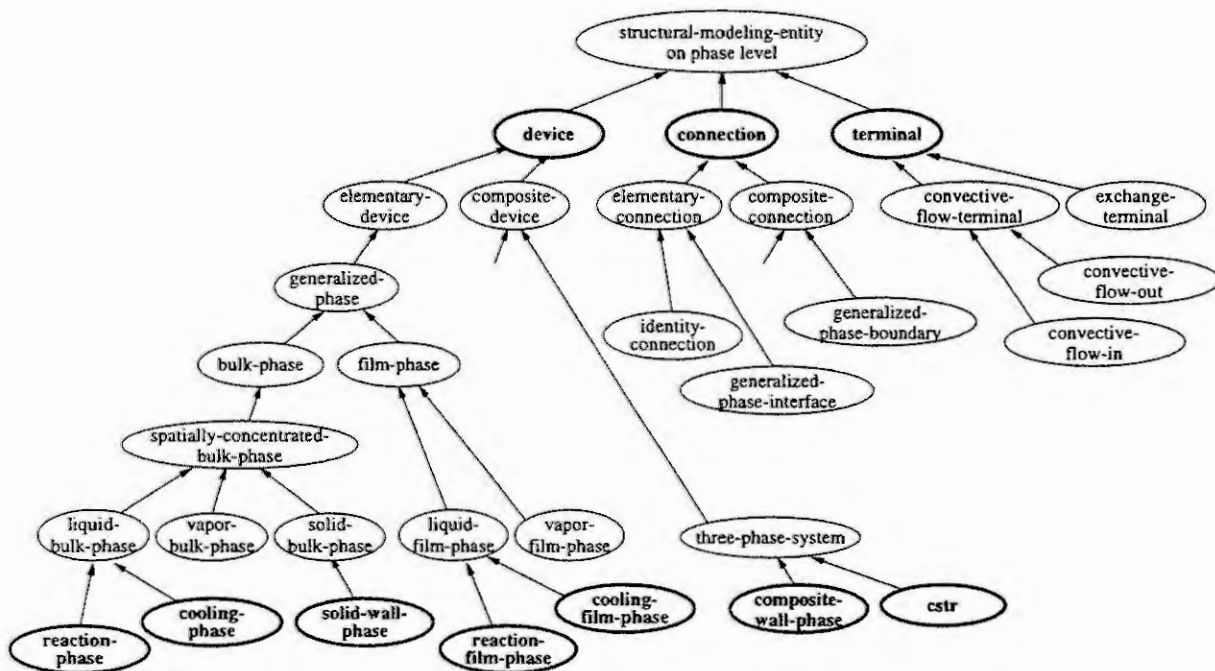 structural-modeling-entity
on phase level
device
connection
terminal
elementary-
device
composite-
device
elementary-
connection
composite-
connection
convective-
flow-terminal
exchange-
terminal
generalized-
phase
convective-
flow-out
identity-
connection
generalized-
phase-boundary
convective-
flow-in
bulk-phase
film-phase
generalized-
phase-interface
spatially-concentrated-
bulk-phase
liquid-
bulk-phase
vapor-
bulk-phase
solid-
bulk-phase
liquid-
film-phase
vapor-
film-phase
three-phase-system
reaction-
phase
cooling-
phase
solid-wall-
phase
reaction-
film-phase
cooling-
film-phase
composite-
wall-phase
cstr